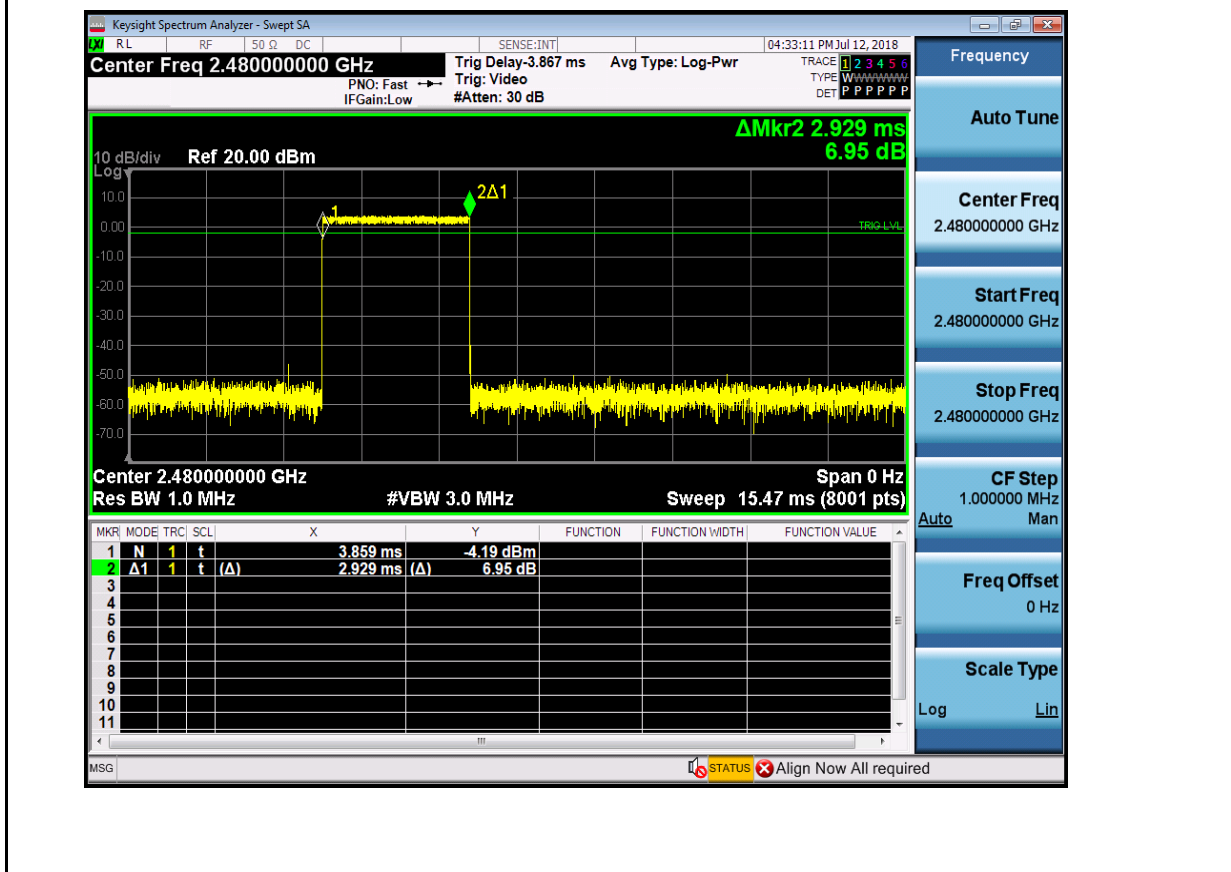 Keysight Spectrum Analyzer - Swept SA
LXI RL RF 50 Ω DC SENSE:INT 04:33:11 PM Jul 12, 2018
Center Freq 2.480000000 GHz
PNO: Fast
IFGain:Low
Trig Delay-3.867 ms
Trig: Video
#Atten: 30 dB
Avg Type: Log-Pwr
TRACE 1 2 3 4 5 6
TYPE WWWWWW
DET P P P P P P
ΔMkr2 2.929 ms
6.95 dB
10 dB/div Ref 20.00 dBm
Log
10.0
0.00
-10.0
-20.0
-30.0
-40.0
-50.0
-60.0
-70.0
1
2Δ1
TRIG LVL
Center 2.480000000 GHz Span 0 Hz
Res BW 1.0 MHz #VBW 3.0 MHz Sweep 15.47 ms (8001 pts)
MKR MODE TRC SCL X Y FUNCTION FUNCTION WIDTH FUNCTION VALUE
1 N 1 t 3.859 ms -4.19 dBm
2 Δ1 1 t (Δ) 2.929 ms (Δ) 6.95 dB
3
4
5
6
7
8
9
10
11
MSG STATUS Align Now All required
Frequency
Auto Tune
Center Freq
2.480000000 GHz
Start Freq
2.480000000 GHz
Stop Freq
2.480000000 GHz
CF Step
1.000000 MHz
Auto Man
Freq Offset
0 Hz
Scale Type
Log Lin